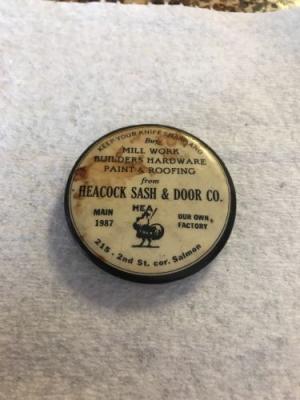 KEEP YOUR KNIFE SHARP AND
Buy
MILL WORK
BUILDERS HARDWARE
PAINT & ROOFING
from
HEACOCK SASH & DOOR CO.
MAIN
1987
HEA
OUR OWN
FACTORY
215 - 2nd St. cor. Salmon